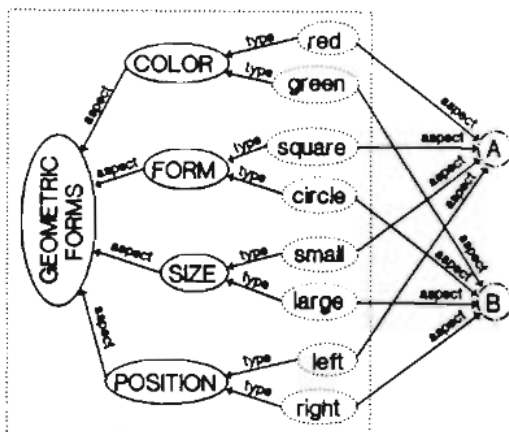 red
type
COLOR
type
green
aspect
aspect
square
type
aspect
A
FORM
aspect
type
circle
aspect
aspect
GEOMETRIC
FORMS
small
type
aspect
SIZE
type
large
aspect
aspect
aspect
B
aspect
left
type
aspect
POSITION
type
right
aspect